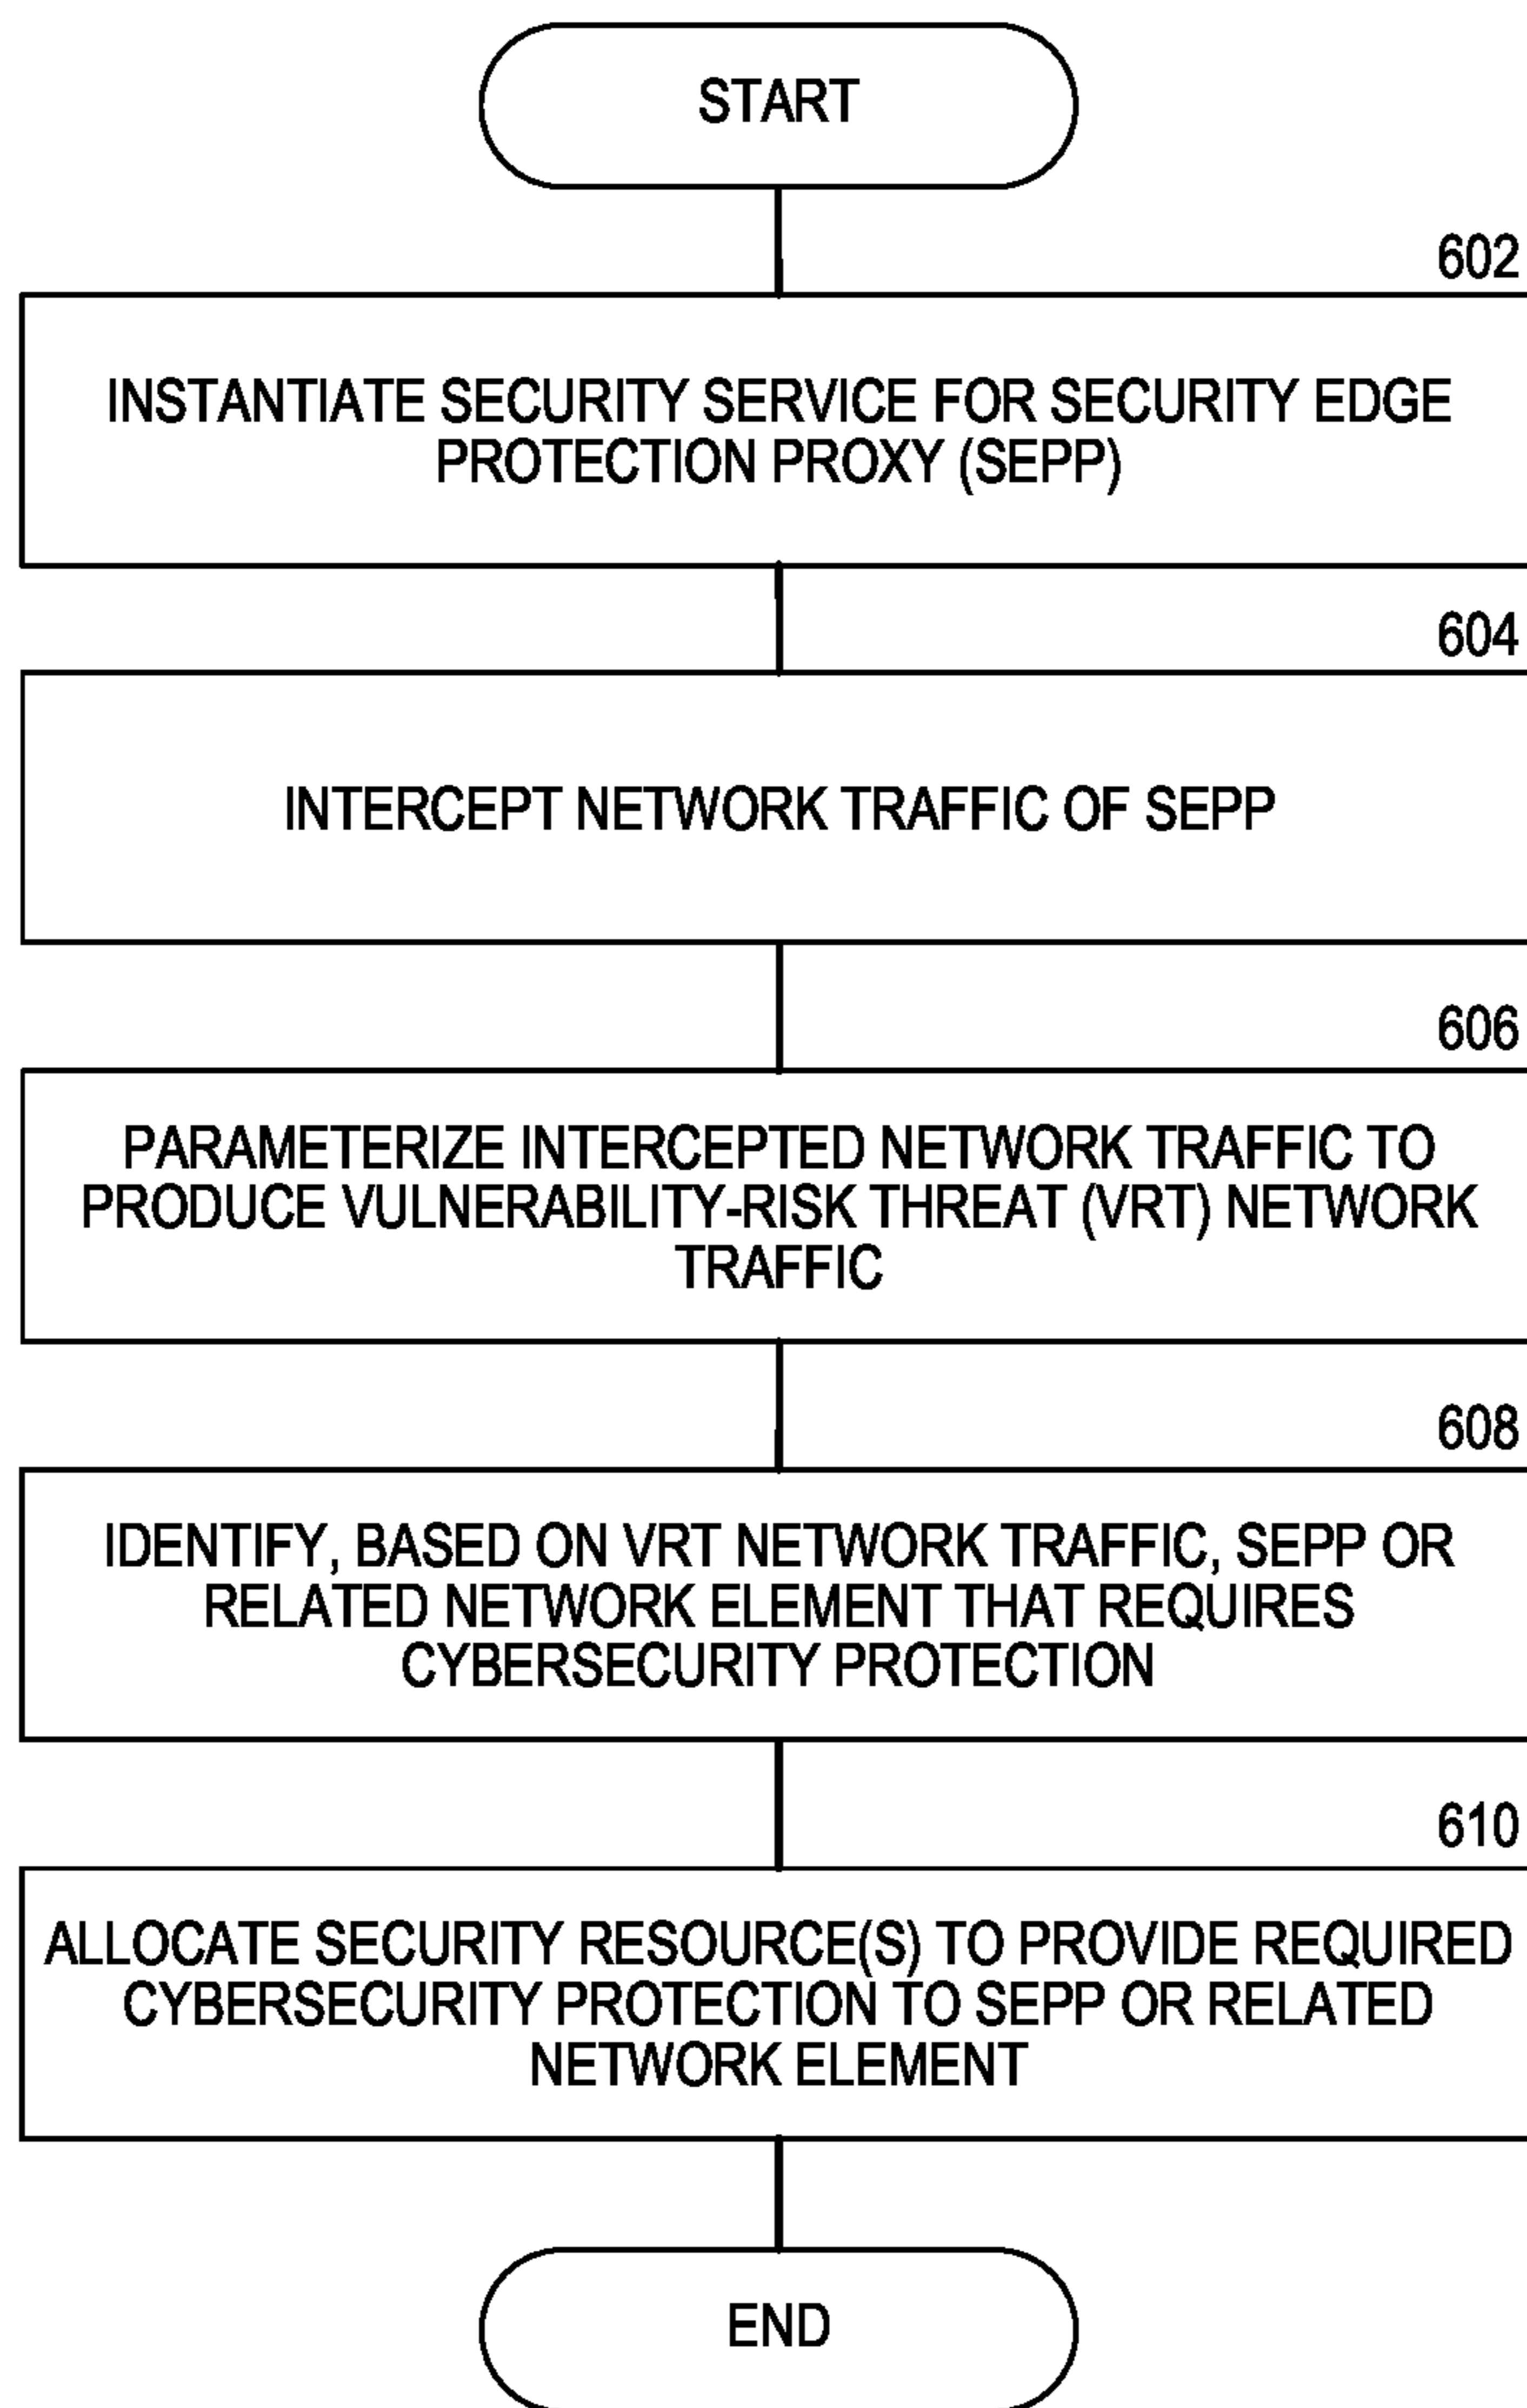 START
602
INSTANTIATE SECURITY SERVICE FOR SECURITY EDGE
PROTECTION PROXY (SEPP)
604
INTERCEPT NETWORK TRAFFIC OF SEPP
606
PARAMETERIZE INTERCEPTED NETWORK TRAFFIC TO
PRODUCE VULNERABILITY-RISK THREAT (VRT) NETWORK
TRAFFIC
608
IDENTIFY, BASED ON VRT NETWORK TRAFFIC, SEPP OR
RELATED NETWORK ELEMENT THAT REQUIRES
CYBERSECURITY PROTECTION
610
ALLOCATE SECURITY RESOURCE(S) TO PROVIDE REQUIRED
CYBERSECURITY PROTECTION TO SEPP OR RELATED
NETWORK ELEMENT
END